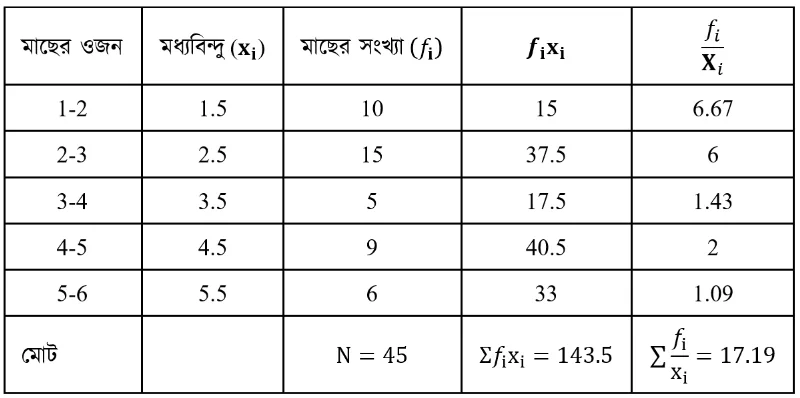 মাছের ওজন মধ্যবিন্দু (xᵢ) মাছের সংখ্যা (fᵢ) fᵢxᵢ fᵢ/Xᵢ
1-2 1.5 10 15 6.67
2-3 2.5 15 37.5 6
3-4 3.5 5 17.5 1.43
4-5 4.5 9 40.5 2
5-6 5.5 6 33 1.09
মোট N = 45 Σfᵢxᵢ = 143.5 Σfᵢ/xᵢ = 17.19